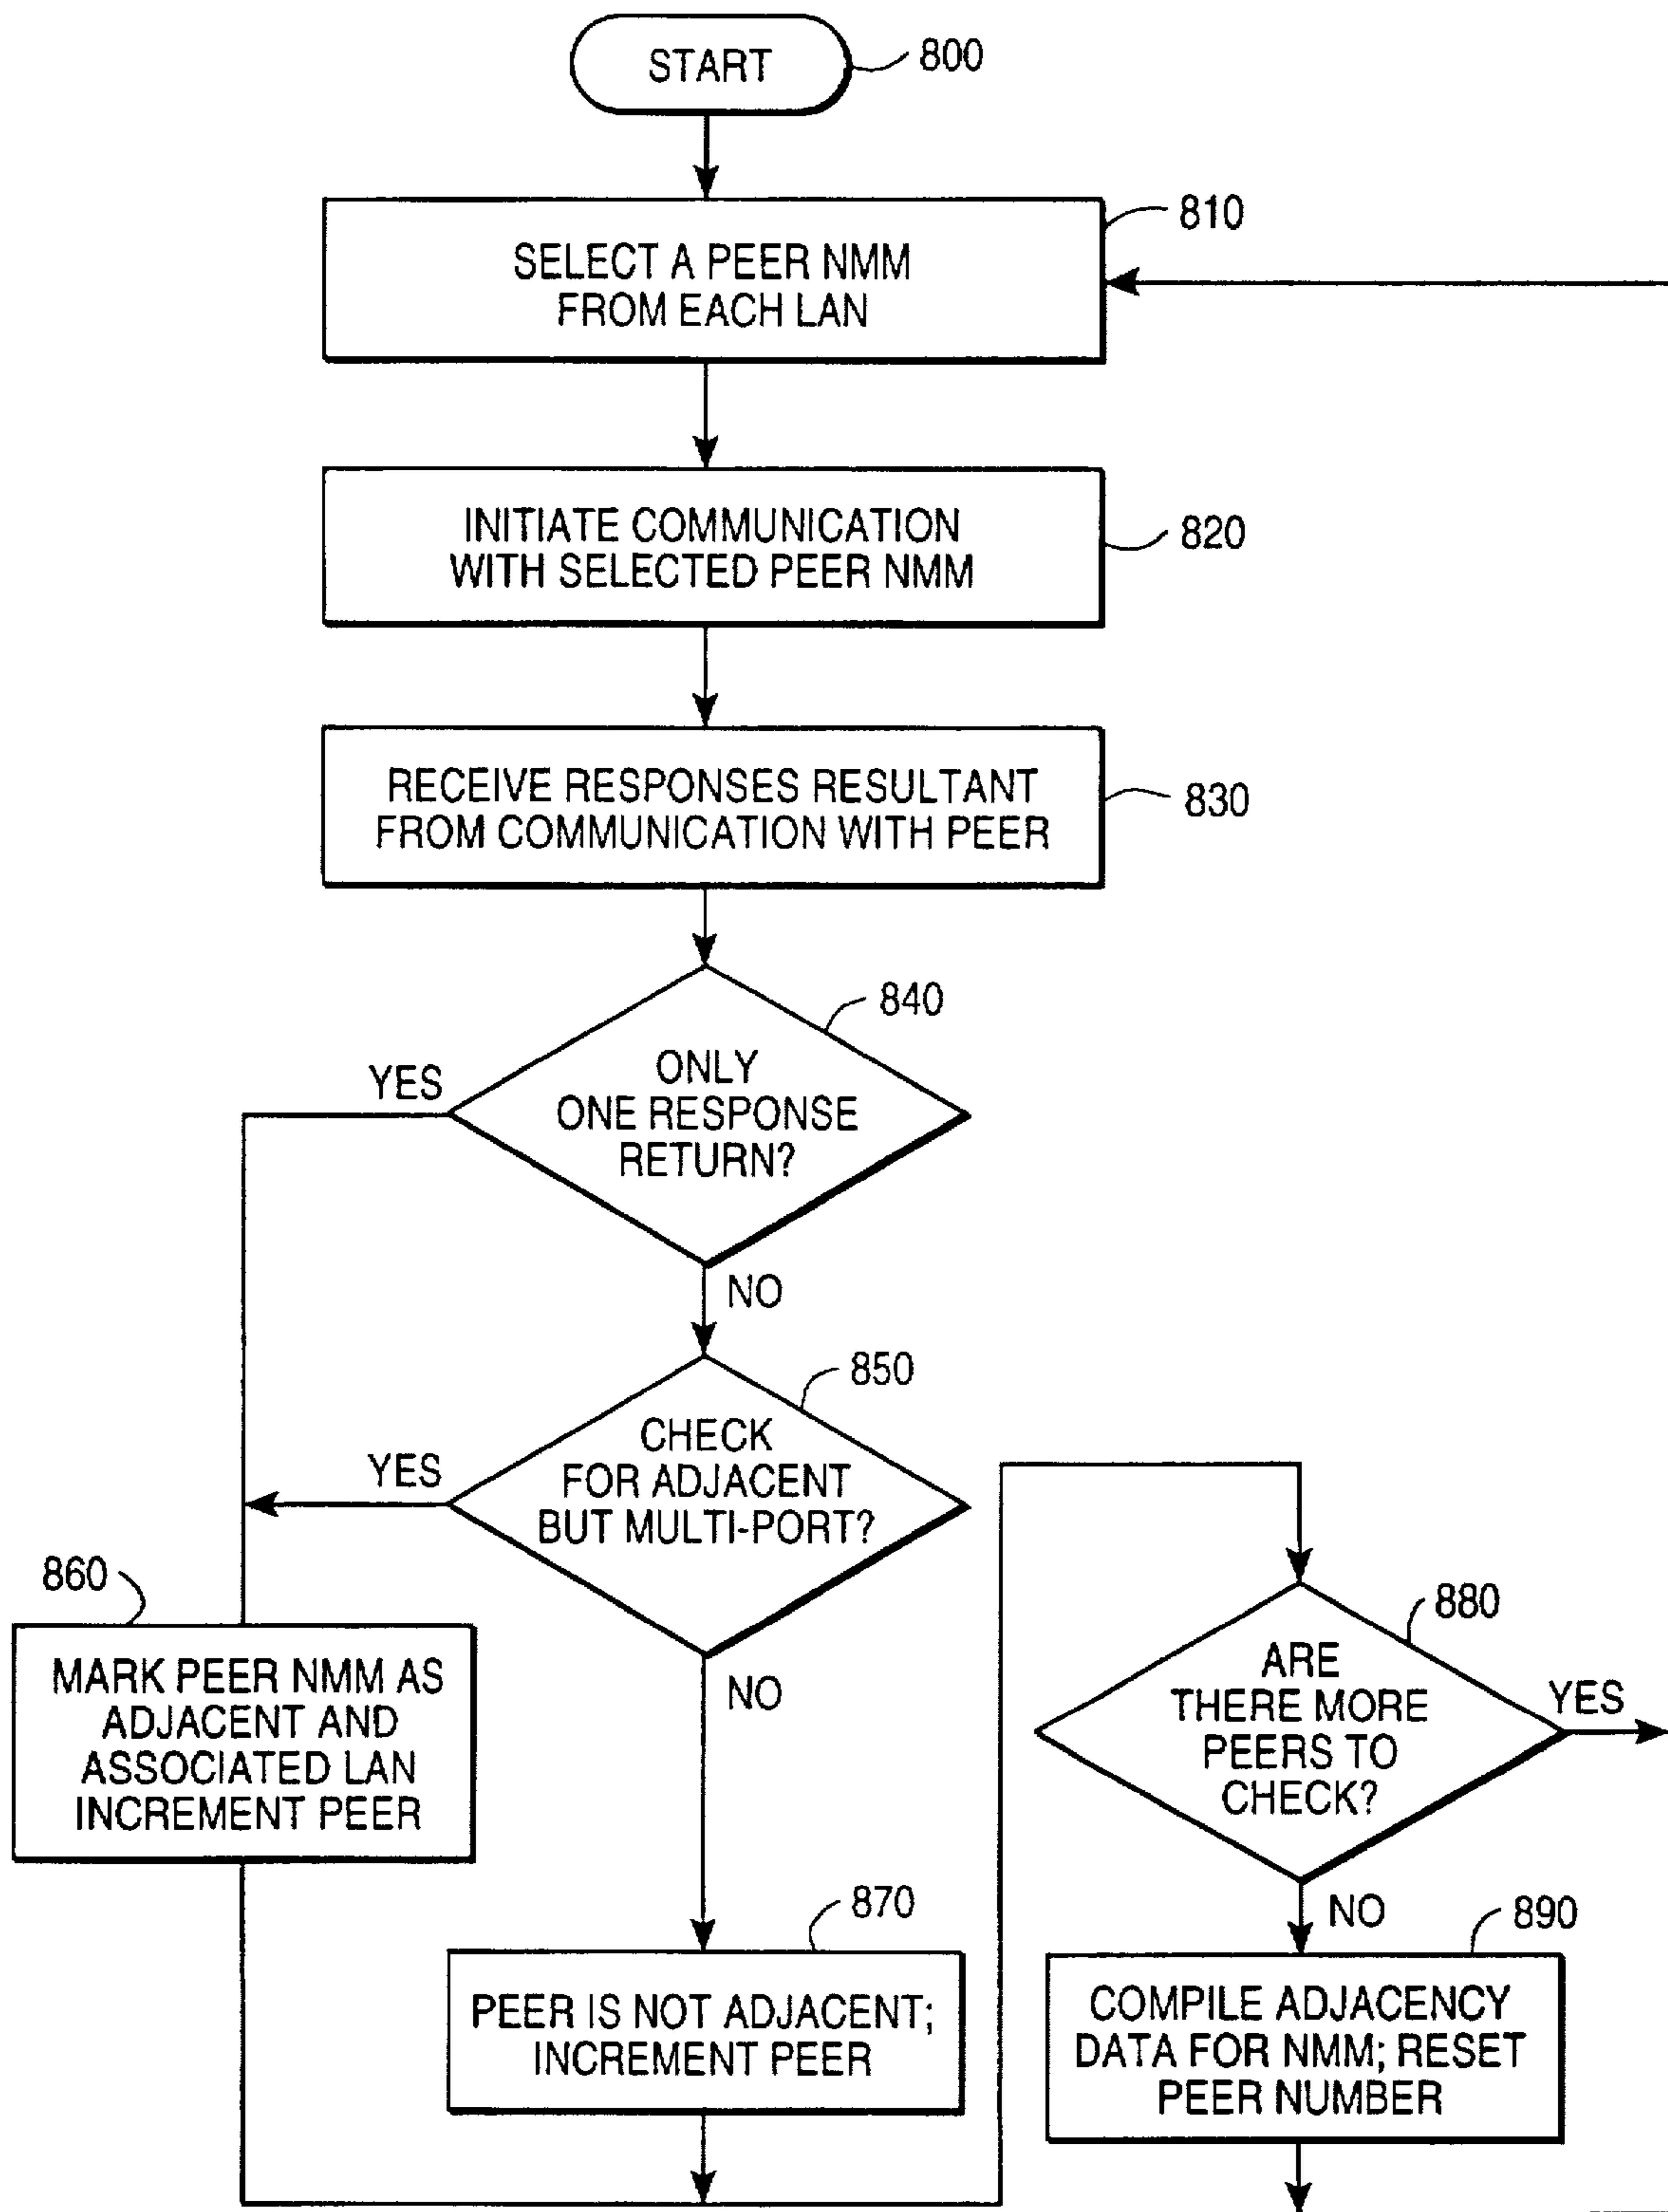 START
800
SELECT A PEER NMM
FROM EACH LAN
810
INITIATE COMMUNICATION
WITH SELECTED PEER NMM
820
RECEIVE RESPONSES RESULTANT
FROM COMMUNICATION WITH PEER
830
ONLY
ONE RESPONSE
RETURN?
840
YES
NO
CHECK
FOR ADJACENT
BUT MULTI-PORT?
850
YES
NO
860
MARK PEER NMM AS
ADJACENT AND
ASSOCIATED LAN
INCREMENT PEER
870
PEER IS NOT ADJACENT;
INCREMENT PEER
880
ARE
THERE MORE
PEERS TO
CHECK?
YES
NO
890
COMPILE ADJACENCY
DATA FOR NMM; RESET
PEER NUMBER